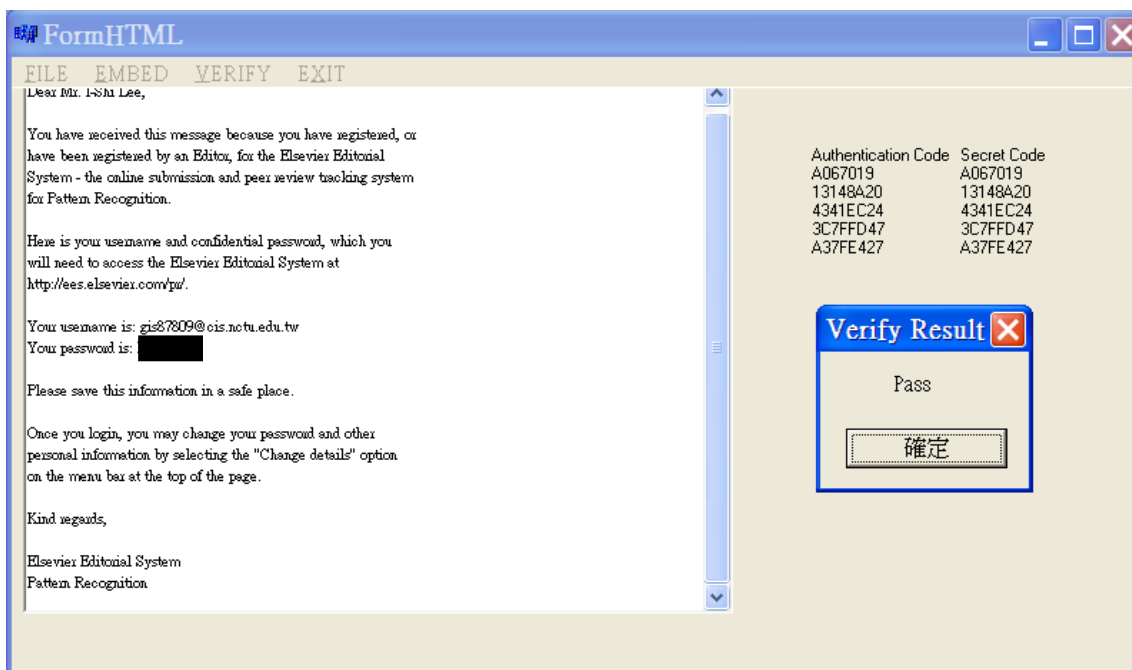 FormHTML
FILE EMBED VERIFY EXIT
Dear Mr. I-Shi Lee,
You have received this message because you have registered, or
have been registered by an Editor, for the Elsevier Editorial
System - the online submission and peer review tracking system
for Pattern Recognition.
Here is your username and confidential password, which you
will need to access the Elsevier Editorial System at
http://ees.elsevier.com/pr/.
Your username is: gis87809@cis.nctu.edu.tw
Your password is:
Please save this information in a safe place.
Once you login, you may change your password and other
personal information by selecting the "Change details" option
on the menu bar at the top of the page.
Kind regards,
Elsevier Editorial System
Pattern Recognition
Authentication Code Secret Code
A067019 A067019
13148A20 13148A20
4341EC24 4341EC24
3C7FFD47 3C7FFD47
A37FE427 A37FE427
Verify Result
Pass
確定